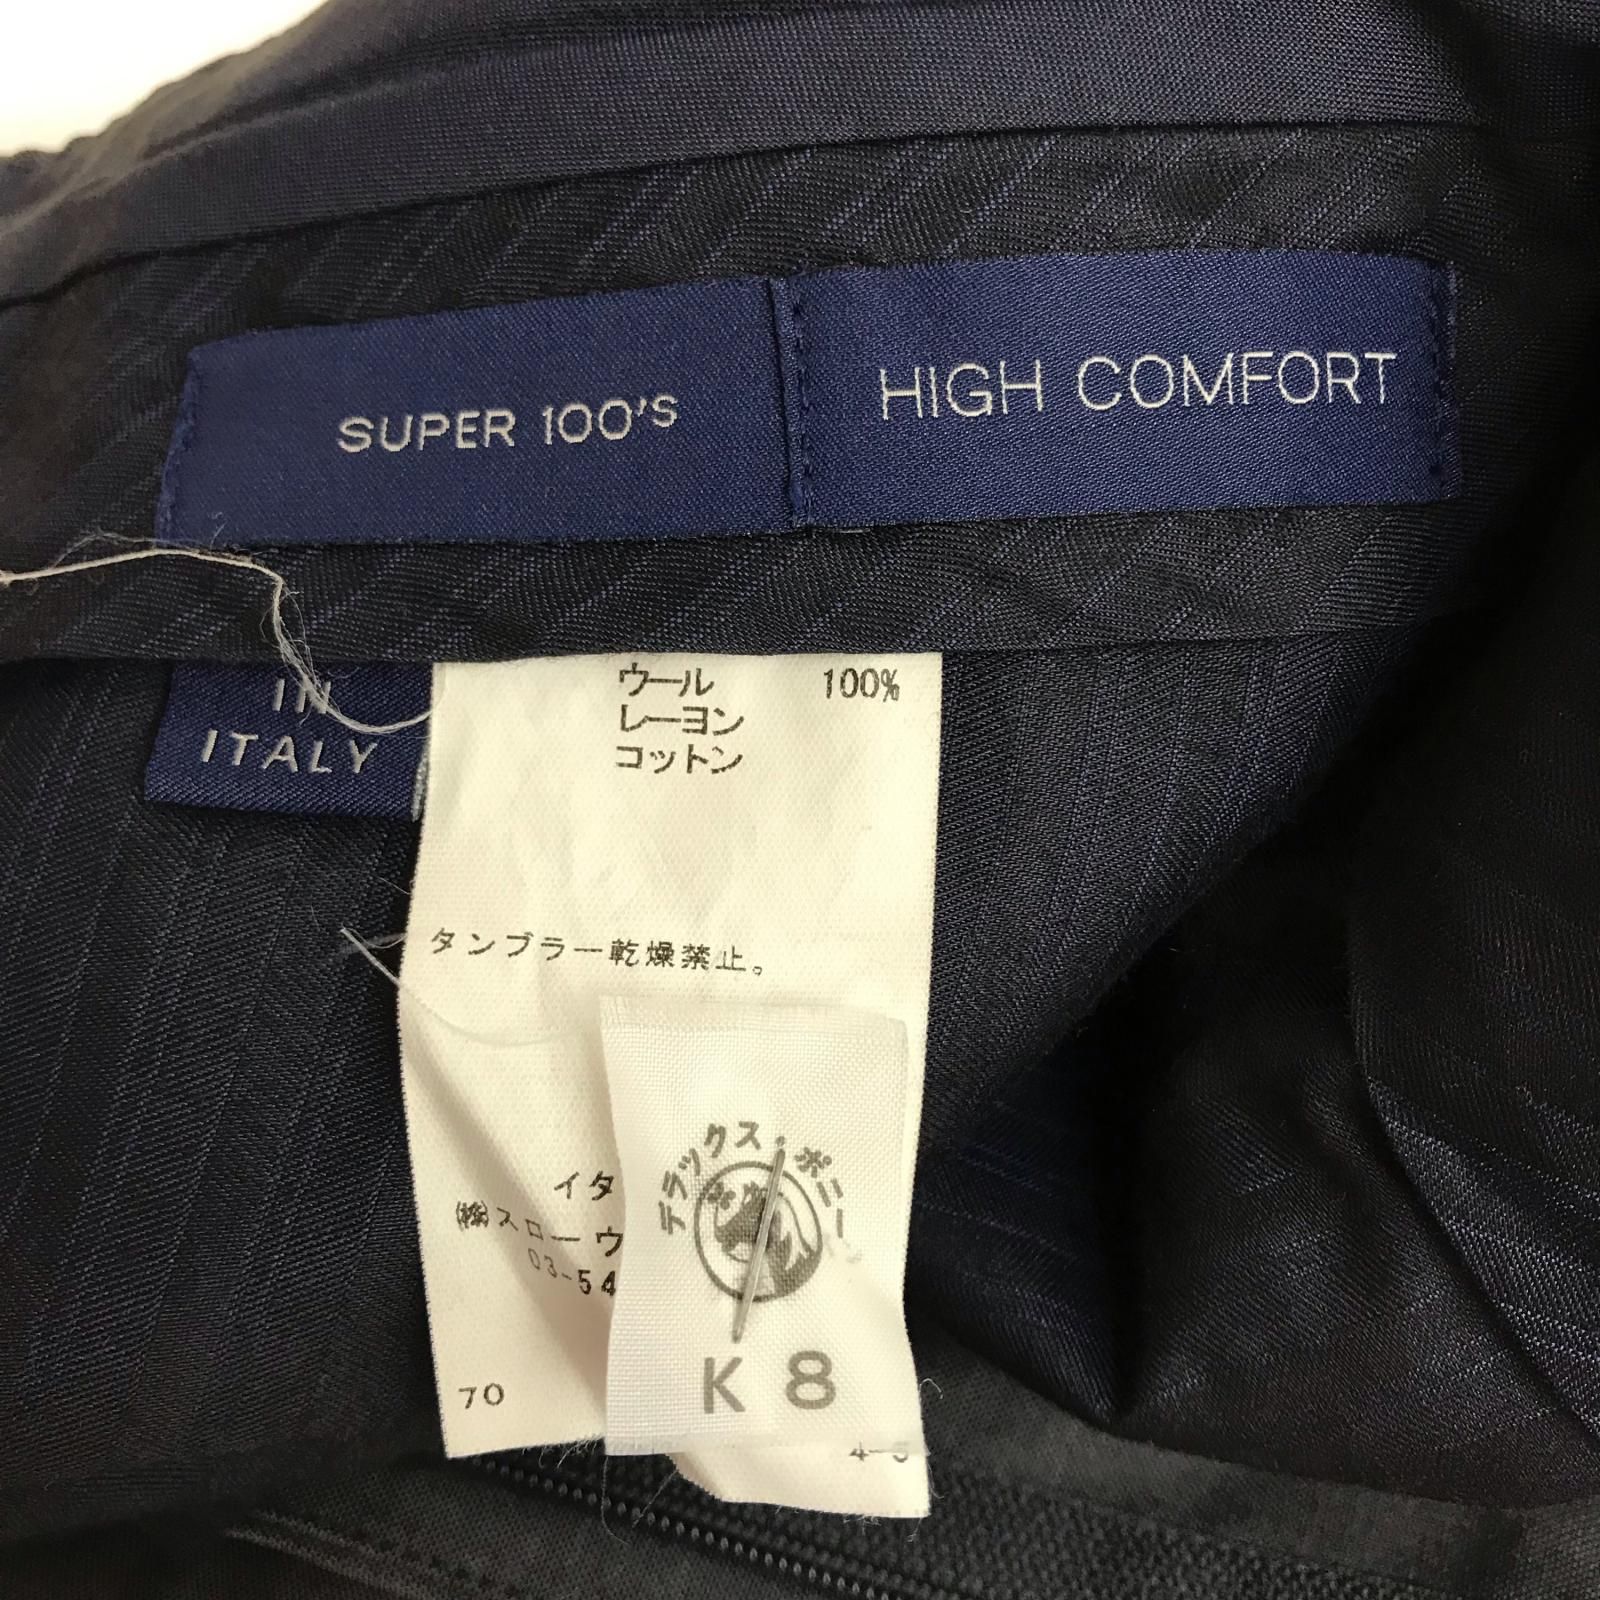 SUPER 100'S
HIGH COMFORT
IN
ITALY
ウール 100%
レーヨン
コットン
タンブラー乾燥禁止。
デラックス・ポニー
イタ
㈱スローウ
03-54
K 8
70